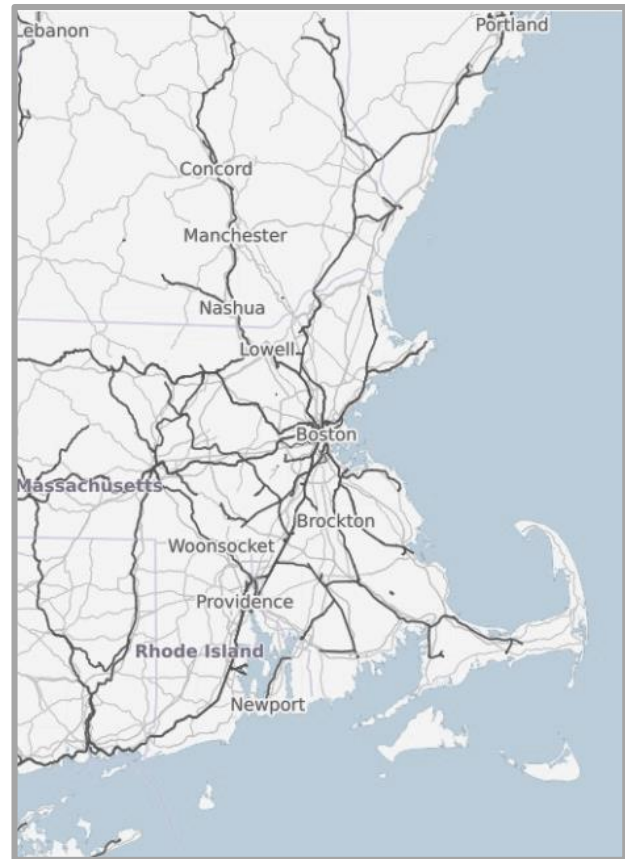 Lebanon
Portland
Concord
Manchester
Nashua
Lowell
Boston
Massachusetts
Brockton
Woonsocket
Providence
Rhode Island
Newport